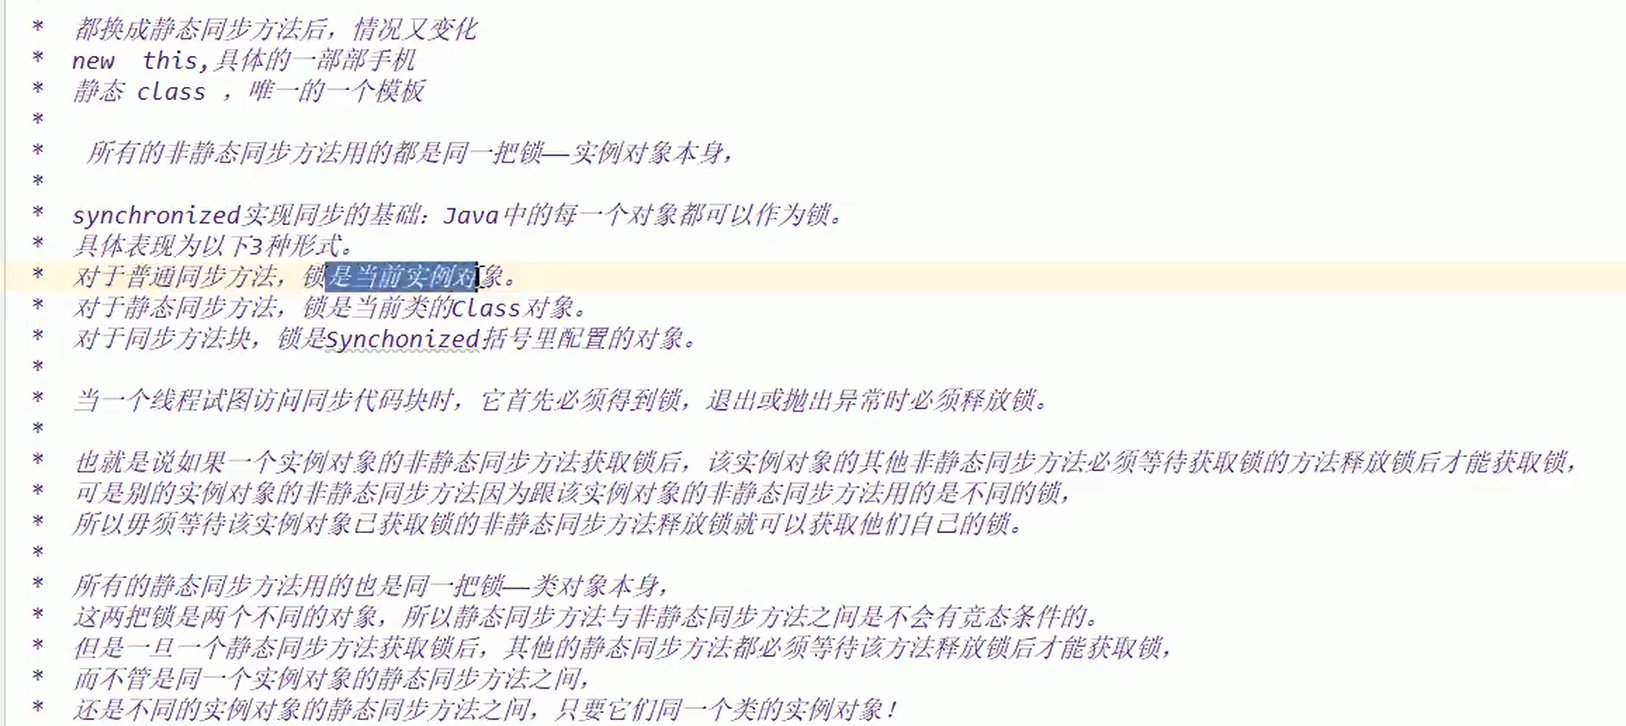 * 都换成静态同步方法后，情况又变化
* new this,具体的一部部手机
* 静态 class ，唯一的一个模板
*
* 所有的非静态同步方法用的都是同一把锁——实例对象本身，
*
* synchronized实现同步的基础：Java中的每一个对象都可以作为锁。
* 具体表现为以下3种形式。
* 对于普通同步方法，锁是当前实例对象。
* 对于静态同步方法，锁是当前类的Class对象。
* 对于同步方法块，锁是Synchonized括号里配置的对象。
*
* 当一个线程试图访问同步代码块时，它首先必须得到锁，退出或抛出异常时必须释放锁。
*
* 也就是说如果一个实例对象的非静态同步方法获取锁后，该实例对象的其他非静态同步方法必须等待获取锁的方法释放锁后才能获取锁，
* 可是别的实例对象的非静态同步方法因为跟该实例对象的非静态同步方法用的是不同的锁，
* 所以毋须等待该实例对象已获取锁的非静态同步方法释放锁就可以获取他们自己的锁。
*
* 所有的静态同步方法用的也是同一把锁——类对象本身，
* 这两把锁是两个不同的对象，所以静态同步方法与非静态同步方法之间是不会有竞态条件的。
* 但是一旦一个静态同步方法获取锁后，其他的静态同步方法都必须等待该方法释放锁后才能获取锁，
* 而不管是同一个实例对象的静态同步方法之间，
* 还是不同的实例对象的静态同步方法之间，只要它们同一个类的实例对象！